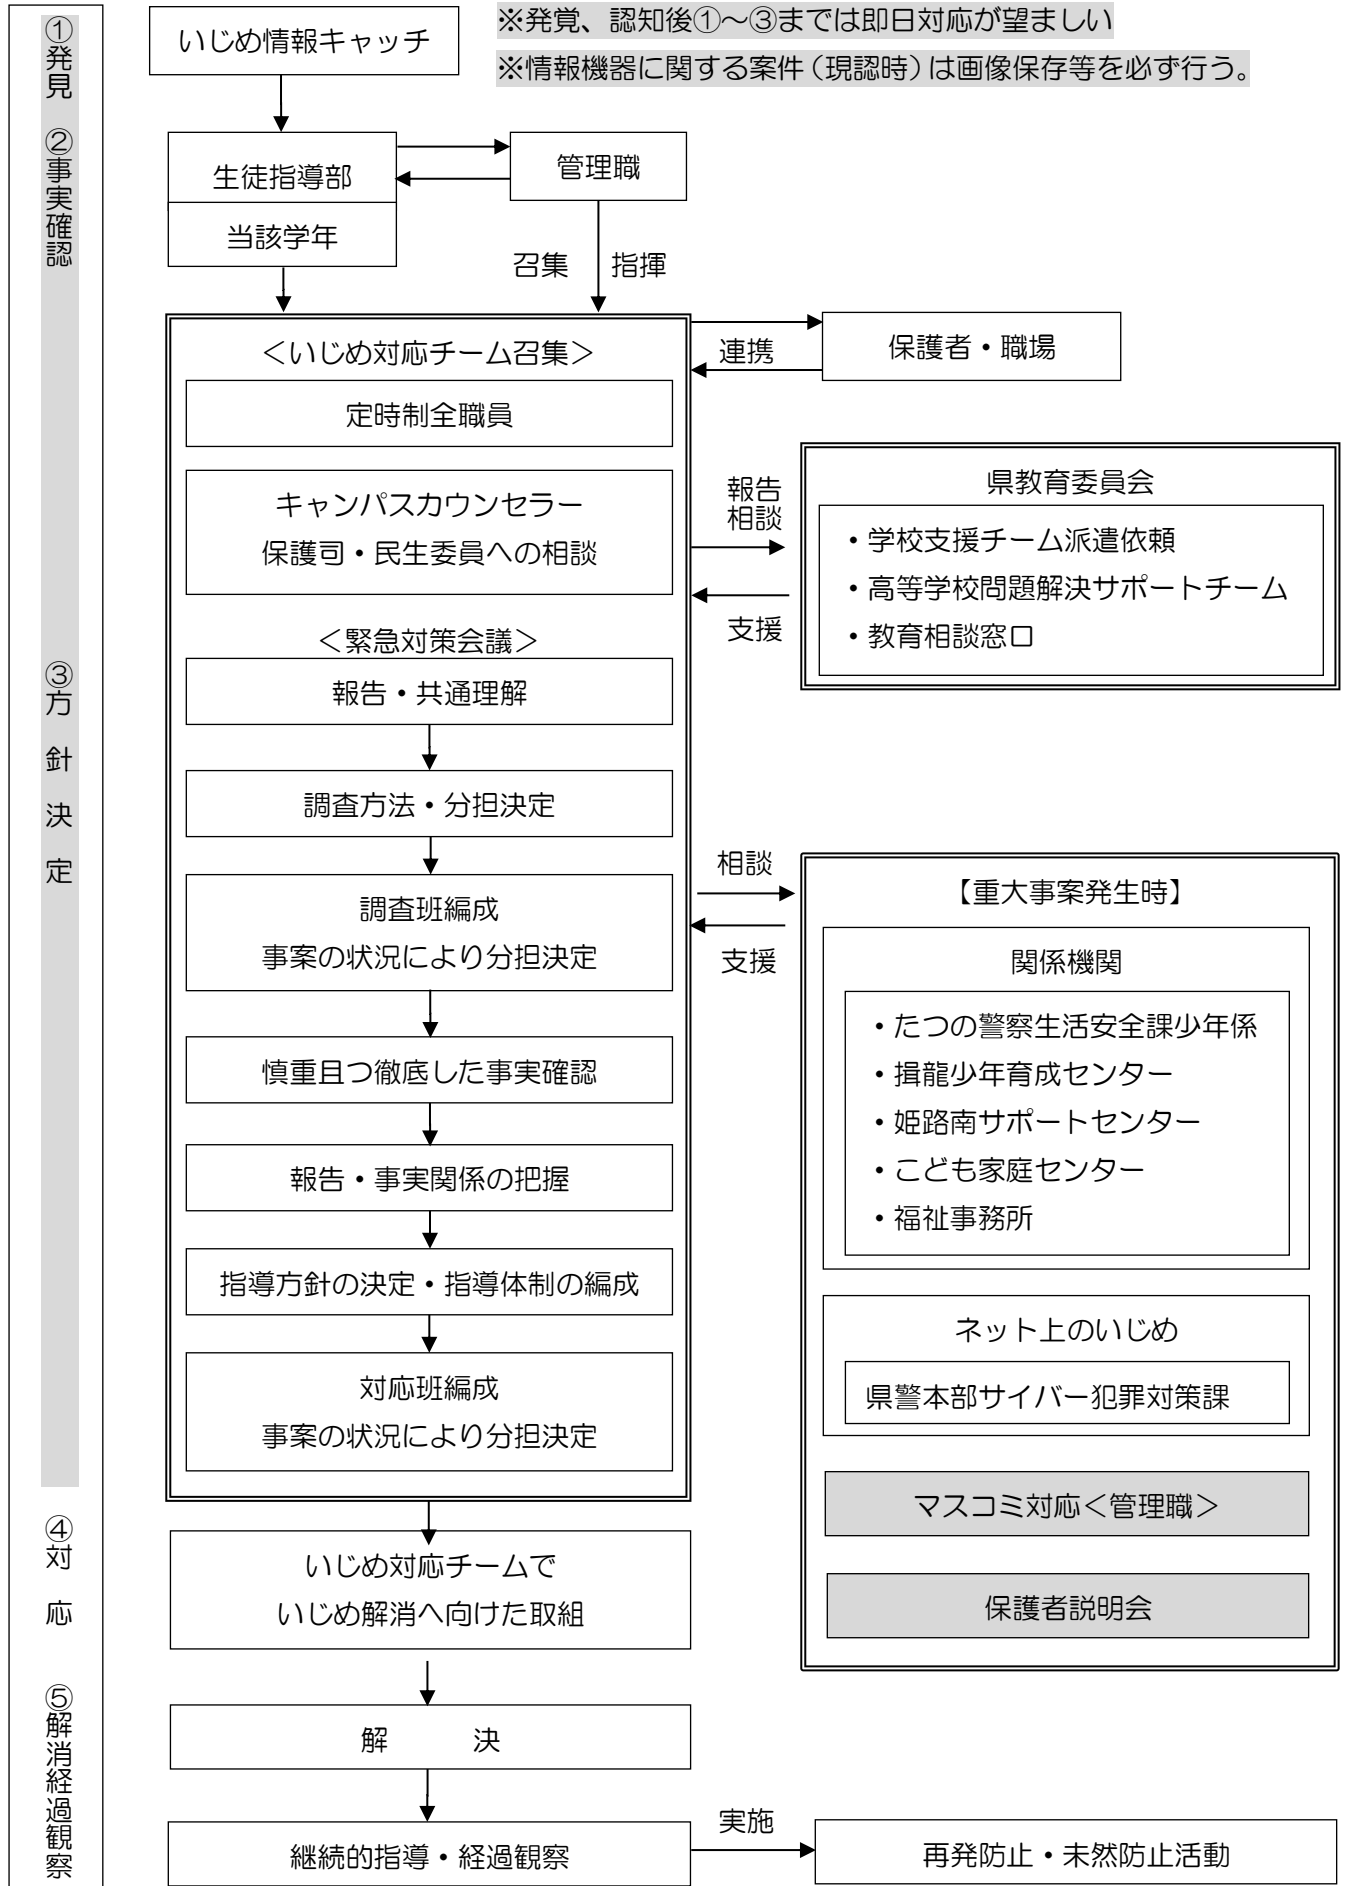 ①発見　②事実確認
③方　針　決　定
④対　応
⑤解消経過観察
※発覚、認知後①～③までは即日対応が望ましい
※情報機器に関する案件（現認時）は画像保存等を必ず行う。
いじめ情報キャッチ
生徒指導部
当該学年
管理職
召集　指揮
＜いじめ対応チーム召集＞
定時制全職員
キャンパスカウンセラー
保護司・民生委員への相談
連携
保護者・職場
報告
相談
支援
県教育委員会
・学校支援チーム派遣依頼
・高等学校問題解決サポートチーム
・教育相談窓口
＜緊急対策会議＞
報告・共通理解
調査方法・分担決定
調査班編成
事案の状況により分担決定
慎重且つ徹底した事実確認
報告・事実関係の把握
指導方針の決定・指導体制の編成
対応班編成
事案の状況により分担決定
相談
支援
【重大事案発生時】
関係機関
・たつの警察生活安全課少年係
・揖龍少年育成センター
・姫路南サポートセンター
・こども家庭センター
・福祉事務所
ネット上のいじめ
県警本部サイバー犯罪対策課
マスコミ対応＜管理職＞
保護者説明会
いじめ対応チームで
いじめ解消へ向けた取組
解　　決
継続的指導・経過観察
実施
再発防止・未然防止活動